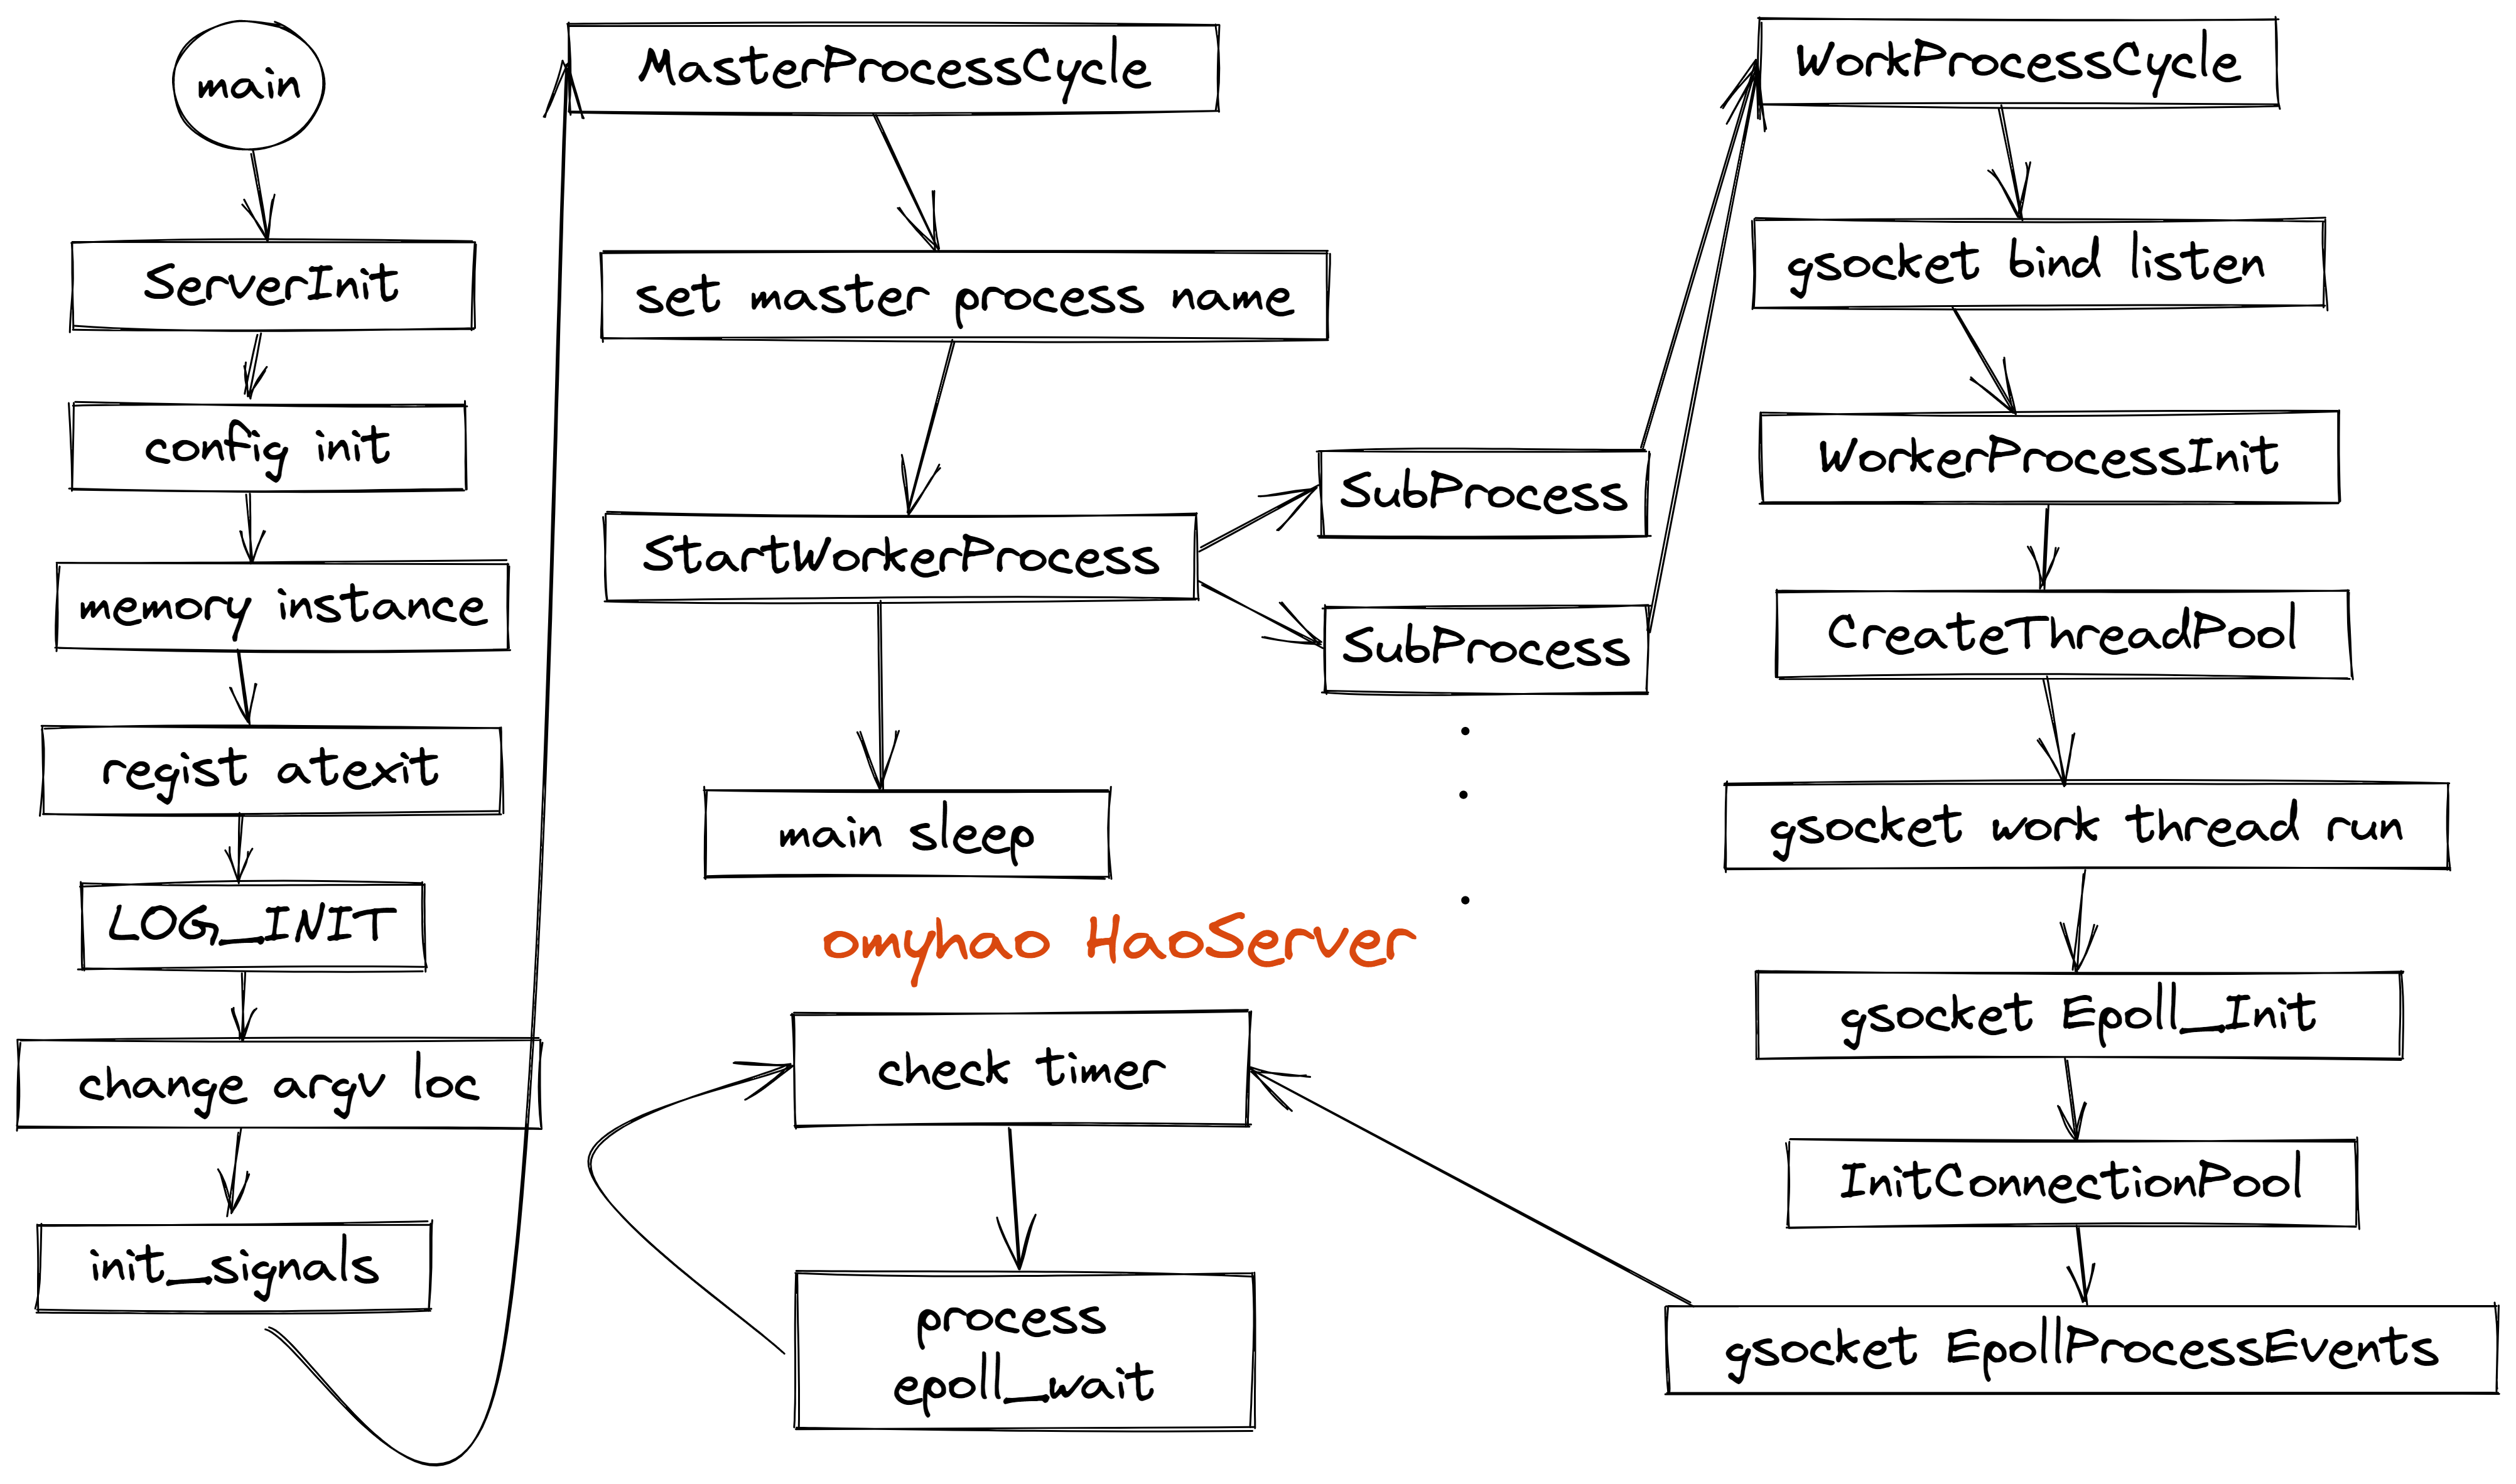 main
ServerInit
config init
memory instance
regist atexit
LOG_INIT
change argv loc
init_signals
MasterProcessCycle
set master process name
StartWorkerProcess
SubProcess
SubProcess
main sleep
omyhao HaoServer
check timer
process
epoll_wait
WorkProcessCycle
gsocket bind listen
WorkerProcessInit
CreateThreadPool
gsocket work thread run
gsocket Epoll_Init
InitConnectionPool
gsocket EpollProcessEvents